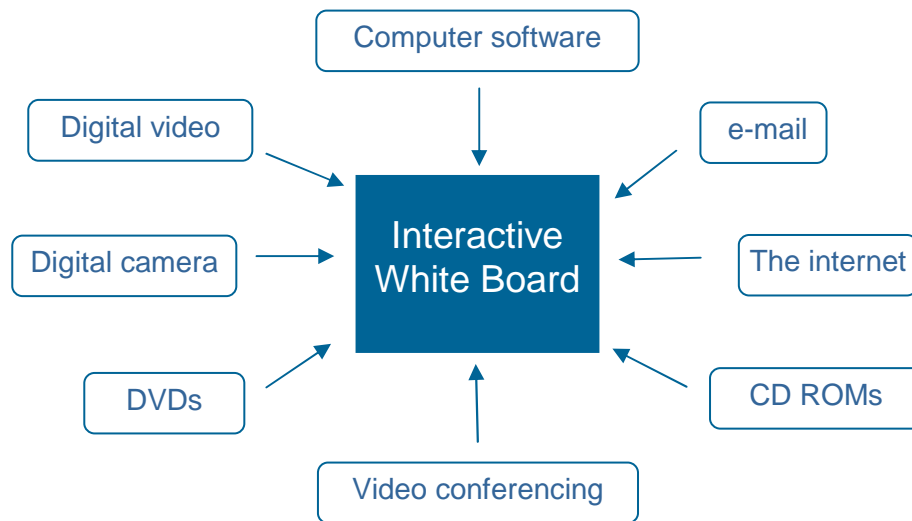 Computer software
Digital video
e-mail
Interactive
White Board
Digital camera
The internet
DVDs
CD ROMs
Video conferencing